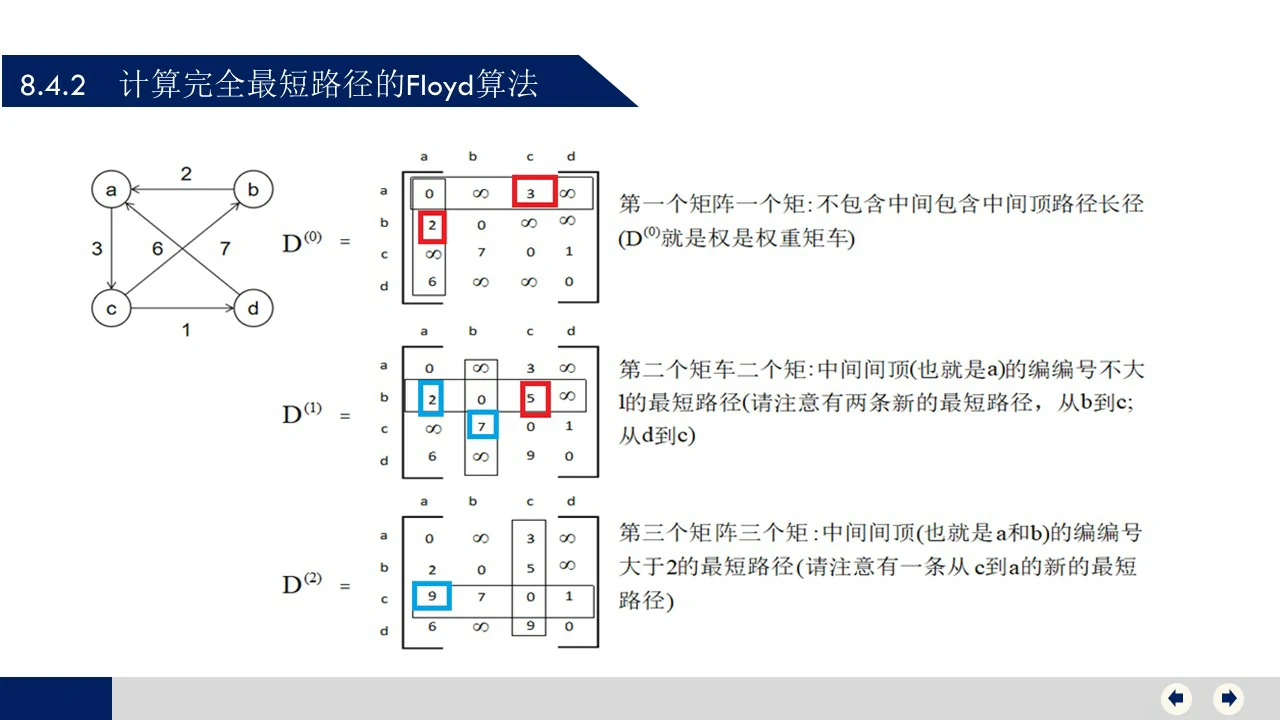 8.4.2 计算完全最短路径的Floyd算法
2
a b
3 6 7
c d
1
a b c d
a 0 ∞ 3 ∞
b 2 0 ∞ ∞
c ∞ 7 0 1
d 6 ∞ ∞ 0
D(0) =
第一个矩阵一个矩:不包含中间包含中间顶路径长径
(D(0)就是权是权重矩车)
a b c d
a 0 ∞ 3 ∞
b 2 0 5 ∞
c ∞ 7 0 1
d 6 ∞ 9 0
D(1) =
第二个矩车二个矩:中间间顶(也就是a)的编编号不大
1的最短路径(请注意有两条新的最短路径，从b到c;
从d到c)
a b c d
a 0 ∞ 3 ∞
b 2 0 5 ∞
c 9 7 0 1
d 6 ∞ 9 0
D(2) =
第三个矩阵三个矩:中间间顶(也就是a和b)的编编号
大于2的最短路径(请注意有一条从c到a的新的最短
路径)